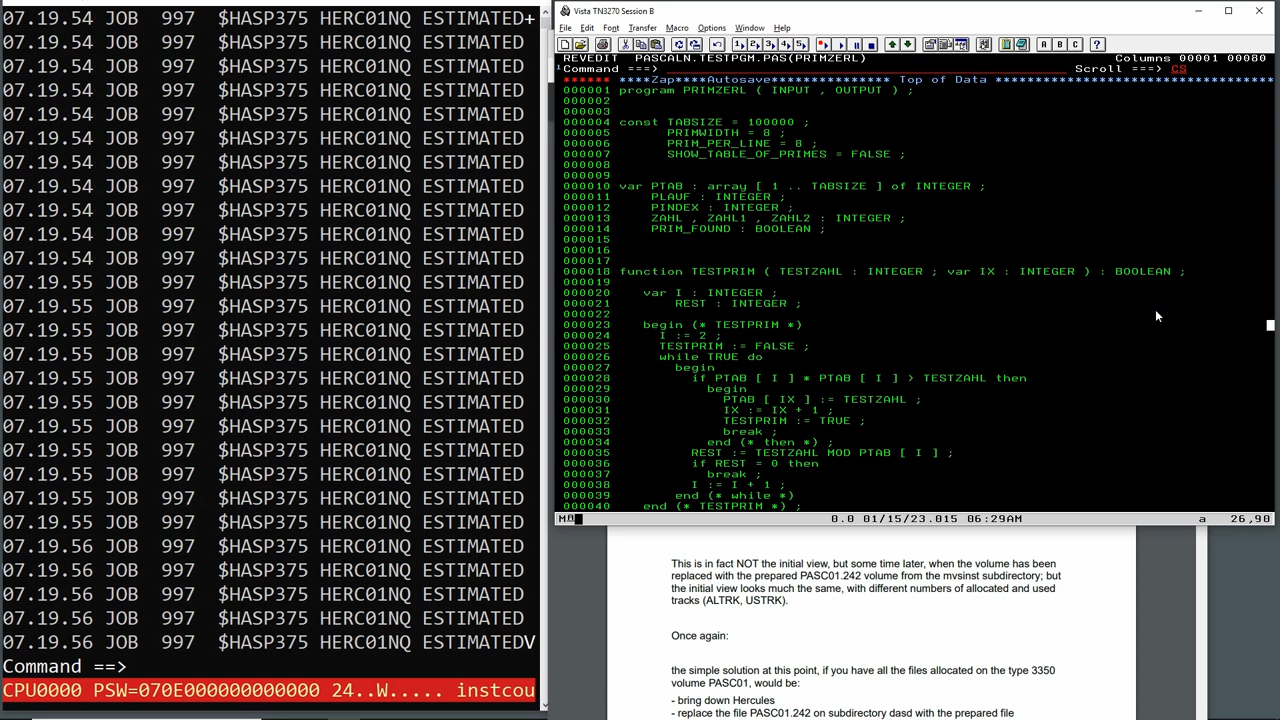 07.19.54 JOB  997  $HASP375 HERC01NQ ESTIMATED+
07.19.54 JOB  997  $HASP375 HERC01NQ ESTIMATED
07.19.54 JOB  997  $HASP375 HERC01NQ ESTIMATED
07.19.54 JOB  997  $HASP375 HERC01NQ ESTIMATED
07.19.54 JOB  997  $HASP375 HERC01NQ ESTIMATED
07.19.54 JOB  997  $HASP375 HERC01NQ ESTIMATED
07.19.54 JOB  997  $HASP375 HERC01NQ ESTIMATED
07.19.54 JOB  997  $HASP375 HERC01NQ ESTIMATED
07.19.54 JOB  997  $HASP375 HERC01NQ ESTIMATED
07.19.54 JOB  997  $HASP375 HERC01NQ ESTIMATED
07.19.54 JOB  997  $HASP375 HERC01NQ ESTIMATED
07.19.55 JOB  997  $HASP375 HERC01NQ ESTIMATED
07.19.55 JOB  997  $HASP375 HERC01NQ ESTIMATED
07.19.55 JOB  997  $HASP375 HERC01NQ ESTIMATED
07.19.55 JOB  997  $HASP375 HERC01NQ ESTIMATED
07.19.55 JOB  997  $HASP375 HERC01NQ ESTIMATED
07.19.55 JOB  997  $HASP375 HERC01NQ ESTIMATED
07.19.55 JOB  997  $HASP375 HERC01NQ ESTIMATED
07.19.55 JOB  997  $HASP375 HERC01NQ ESTIMATED
07.19.55 JOB  997  $HASP375 HERC01NQ ESTIMATED
07.19.55 JOB  997  $HASP375 HERC01NQ ESTIMATED
07.19.55 JOB  997  $HASP375 HERC01NQ ESTIMATED
07.19.56 JOB  997  $HASP375 HERC01NQ ESTIMATED
07.19.56 JOB  997  $HASP375 HERC01NQ ESTIMATED
07.19.56 JOB  997  $HASP375 HERC01NQ ESTIMATED
07.19.56 JOB  997  $HASP375 HERC01NQ ESTIMATED
07.19.56 JOB  997  $HASP375 HERC01NQ ESTIMATEDV
Command ==>
CPU0000 PSW=070E000000000000 24..W..... instcou
Vista TN3270 Session B
File Edit Font Transfer Macro Options Window Help
1 2 3 4 5 A B C ?
REVEDIT   PASCALN.TESTPGM.PAS(PRIMZERL)                               Columns 00001 00080
Command ===>                                                          Scroll ===> CS
****** ****Zap****Autosave*************** Top of Data ***********************************
000001 program PRIMZERL ( INPUT , OUTPUT ) ;
000002
000003
000004 const TABSIZE = 100000 ;
000005       PRIMWIDTH = 8 ;
000006       PRIM_PER_LINE = 8 ;
000007       SHOW_TABLE_OF_PRIMES = FALSE ;
000008
000009
000010 var PTAB : array [ 1 .. TABSIZE ] of INTEGER ;
000011     PLAUF : INTEGER ;
000012     PINDEX : INTEGER ;
000013     ZAHL , ZAHL1 , ZAHL2 : INTEGER ;
000014     PRIM_FOUND : BOOLEAN ;
000015
000016
000017
000018 function TESTPRIM ( TESTZAHL : INTEGER ; var IX : INTEGER ) : BOOLEAN ;
000019
000020    var I : INTEGER ;
000021        REST : INTEGER ;
000022
000023    begin (* TESTPRIM *)
000024      I := 2 ;
000025      TESTPRIM := FALSE ;
000026      while TRUE do
000027        begin
000028          if PTAB [ I ] * PTAB [ I ] > TESTZAHL then
000029            begin
000030              PTAB [ IX ] := TESTZAHL ;
000031              IX := IX + 1 ;
000032              TESTPRIM := TRUE ;
000033              break ;
000034            end (* then *) ;
000035          REST := TESTZAHL MOD PTAB [ I ] ;
000036          if REST = 0 then
000037            break ;
000038          I := I + 1 ;
000039        end (* while *)
000040    end (* TESTPRIM *) ;
0.0 01/15/23.015 06:29AM a 26,90
This is in fact NOT the initial view, but some time later, when the volume has been
replaced with the prepared PASC01.242 volume from the mvsinst subdirectory; but
the initial view looks much the same, with different numbers of allocated and used
tracks (ALTRK, USTRK).
Once again:
the simple solution at this point, if you have all the files allocated on the type 3350
volume PASC01, would be:
- bring down Hercules
- replace the file PASC01.242 on subdirectory dasd with the prepared file